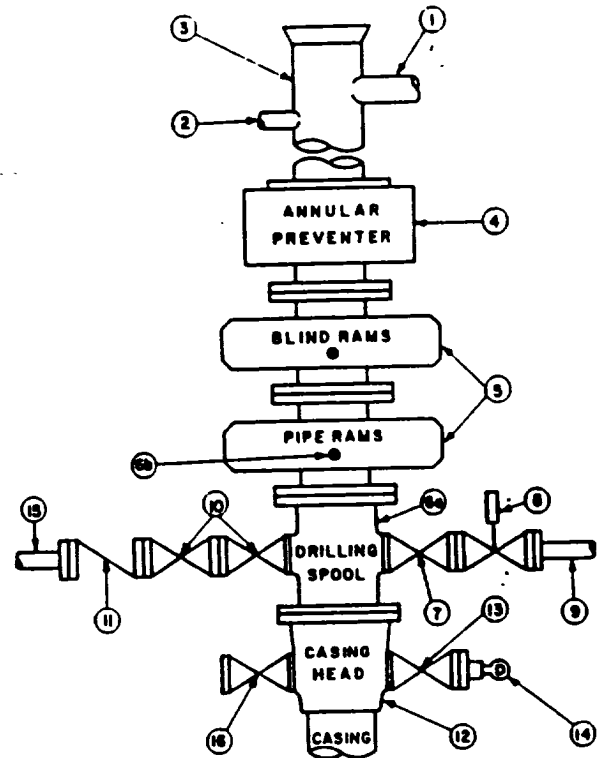 1
3
2
ANNULAR
PREVENTER
4
BLIND RAMS
5
PIPE RAMS
6b
6a
10
15
8
DRILLING
SPOOL
11
7
9
13
CASING
HEAD
16
12
14
CASING